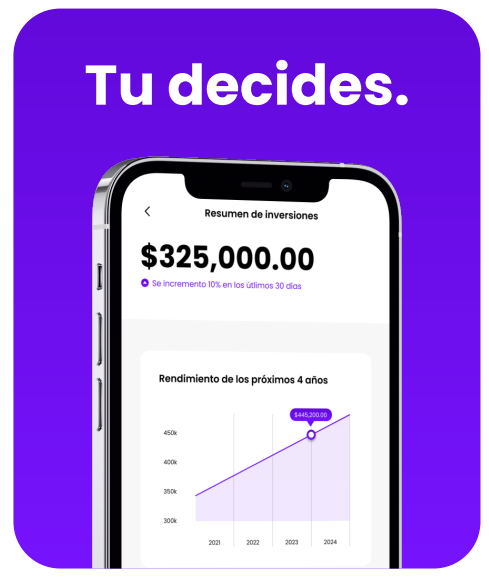 Tu decides.
Resumen de inversiones
$325,000.00
Se incremento 10% en los útlimos 30 días
Rendimiento de los próximos 4 años
$445,200.00
450k
400k
350k
300k
2021 2022 2023 2024